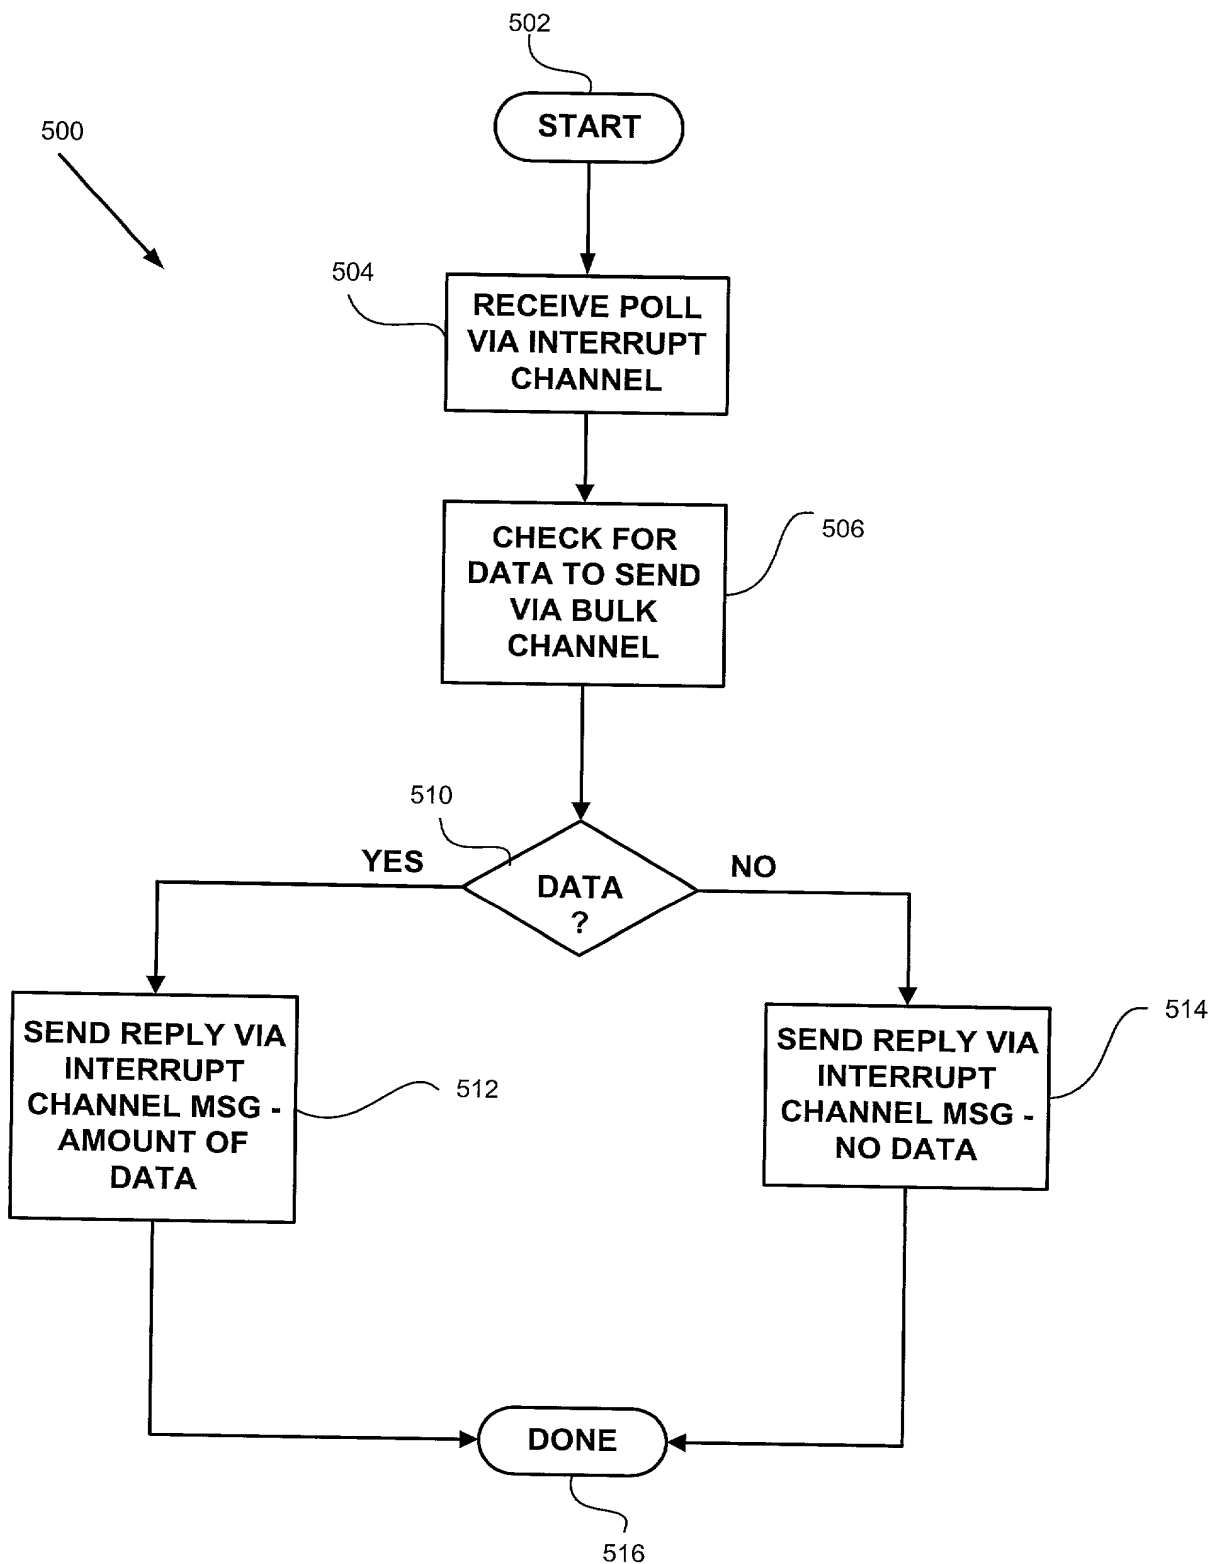 502
START
500
504
RECEIVE POLL
VIA INTERRUPT
CHANNEL
CHECK FOR
DATA TO SEND
VIA BULK
CHANNEL
506
510
YES
NO
DATA
?
SEND REPLY VIA
INTERRUPT
CHANNEL MSG -
AMOUNT OF
DATA
512
SEND REPLY VIA
INTERRUPT
CHANNEL MSG -
NO DATA
514
DONE
516